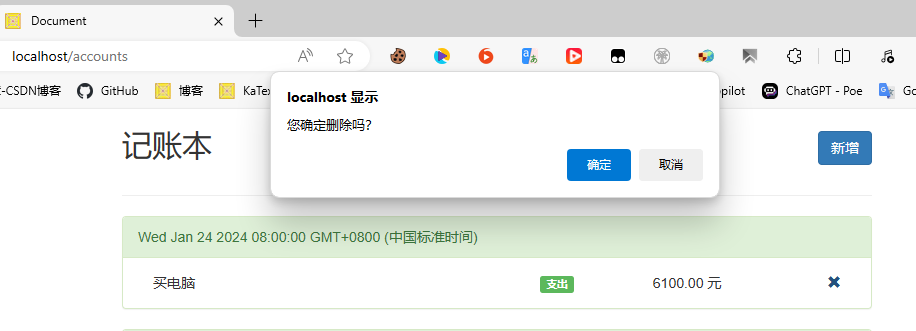 Document
localhost/accounts
-CSDN博客
GitHub
博客
KaTex
pilot
ChatGPT - Poe
Go
localhost 显示
您确定删除吗?
确定
取消
记账本
新增
Wed Jan 24 2024 08:00:00 GMT+0800 (中国标准时间)
买电脑
支出
6100.00 元